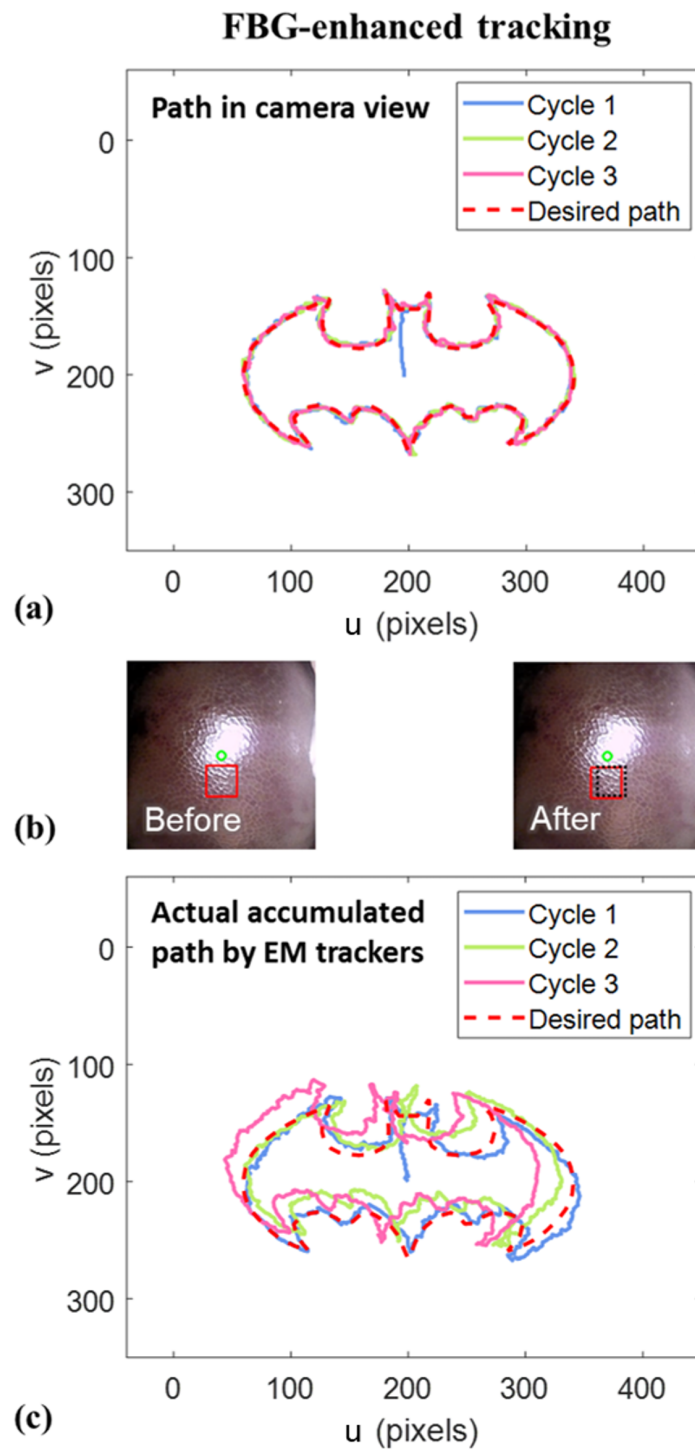 FBG-enhanced tracking
Path in camera view
Cycle 1
Cycle 2
Cycle 3
Desired path
0
100
200
300
v (pixels)
0 100 200 300 400
u (pixels)
(a)
Before
After
(b)
Actual accumulated
path by EM trackers
Cycle 1
Cycle 2
Cycle 3
Desired path
0
100
200
300
v (pixels)
0 100 200 300 400
u (pixels)
(c)